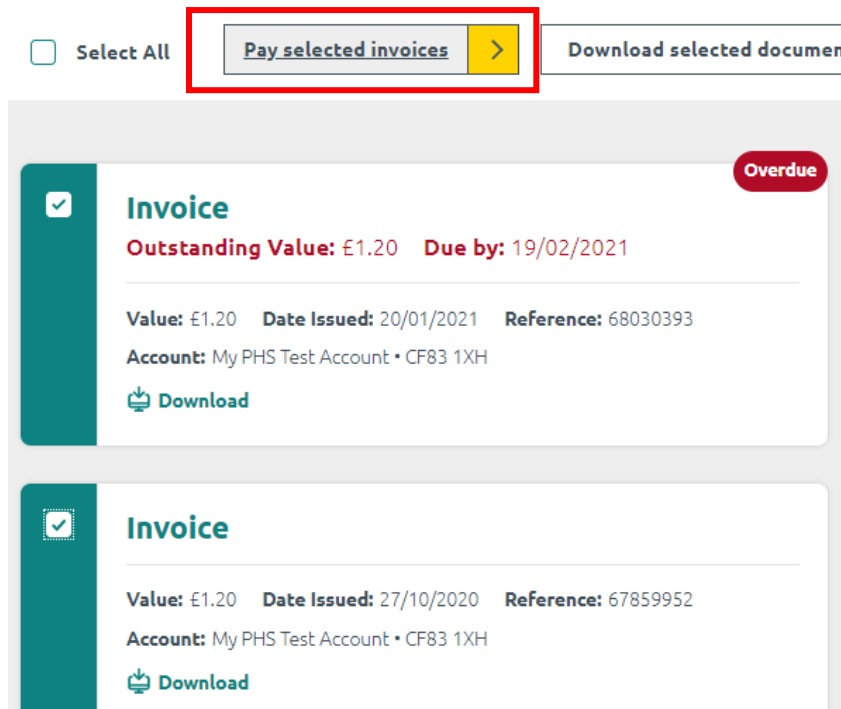 Select All Pay selected invoices Download selected
Overdue
Invoice
Outstanding Value: £1.20 Due by: 19/02/2021
Value: £1.20 Date Issued: 20/01/2021 Reference: 68030393
Account: My PHS Test Account • CF83 1XH
Download
Invoice
Value: £1.20 Date Issued: 27/10/2020 Reference: 67859952
Account: My PHS Test Account • CF83 1XH
Download